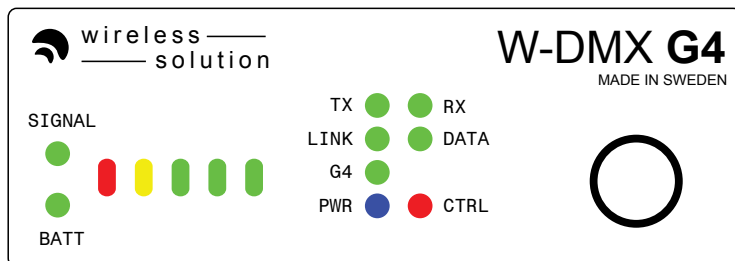 wireless
solution
W-DMX G4
MADE IN SWEDEN
SIGNAL
BATT
TX RX
LINK DATA
G4
PWR CTRL